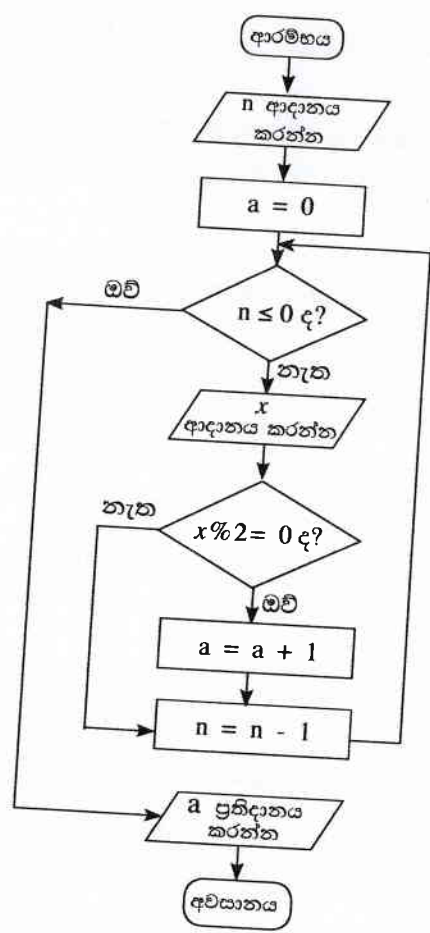 ආරම්භය
n ආදානය
කරන්න
a = 0
ඔව්
n ≤ 0 ද?
නැත
x
ආදානය කරන්න
නැත
x%2 = 0 ද?
ඔව්
a = a + 1
n = n - 1
a ප්‍රතිදානය
කරන්න
අවසානය